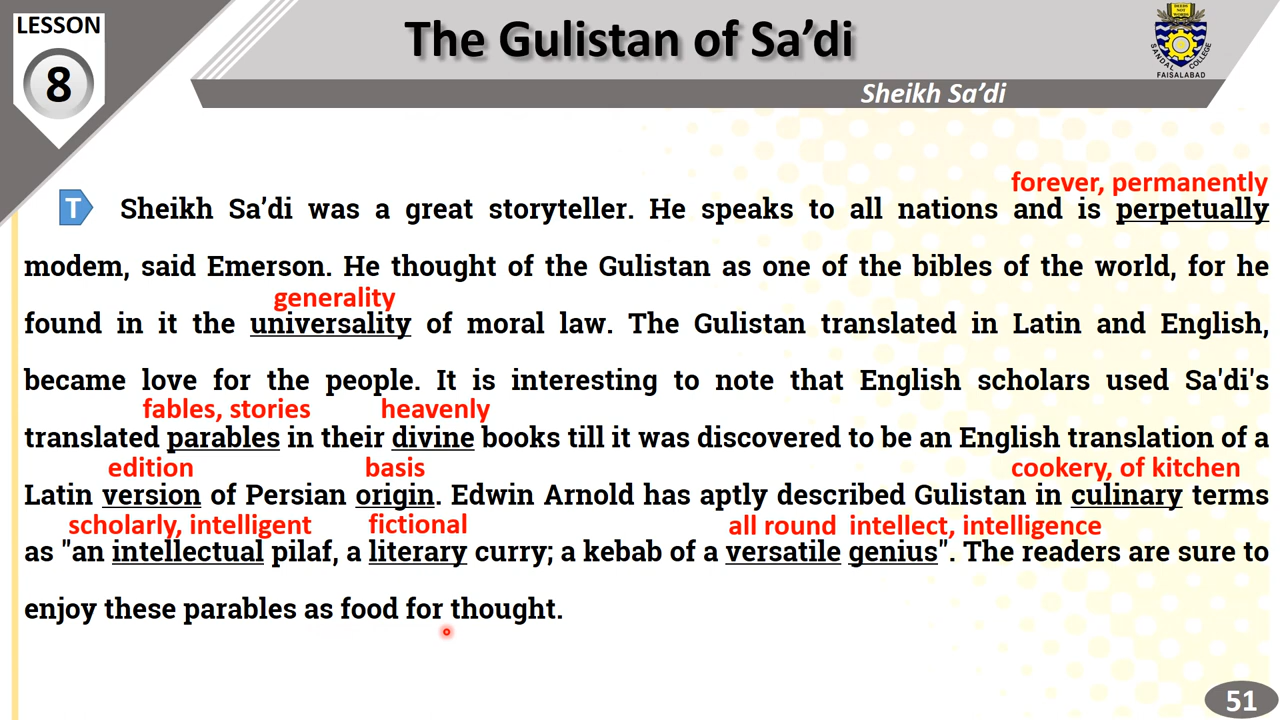 LESSON
8
The Gulistan of Sa’di
Sheikh Sa’di
DEEDS NOT WORDS
SANDAL COLLEGE
FAISALABAD
forever, permanently
T Sheikh Sa’di was a great storyteller. He speaks to all nations and is perpetually
modem, said Emerson. He thought of the Gulistan as one of the bibles of the world, for he
generality
found in it the universality of moral law. The Gulistan translated in Latin and English,
became love for the people. It is interesting to note that English scholars used Sa'di's
fables, stories heavenly
translated parables in their divine books till it was discovered to be an English translation of a
edition basis cookery, of kitchen
Latin version of Persian origin. Edwin Arnold has aptly described Gulistan in culinary terms
scholarly, intelligent fictional all round intellect, intelligence
as "an intellectual pilaf, a literary curry; a kebab of a versatile genius". The readers are sure to
enjoy these parables as food for thought.
51